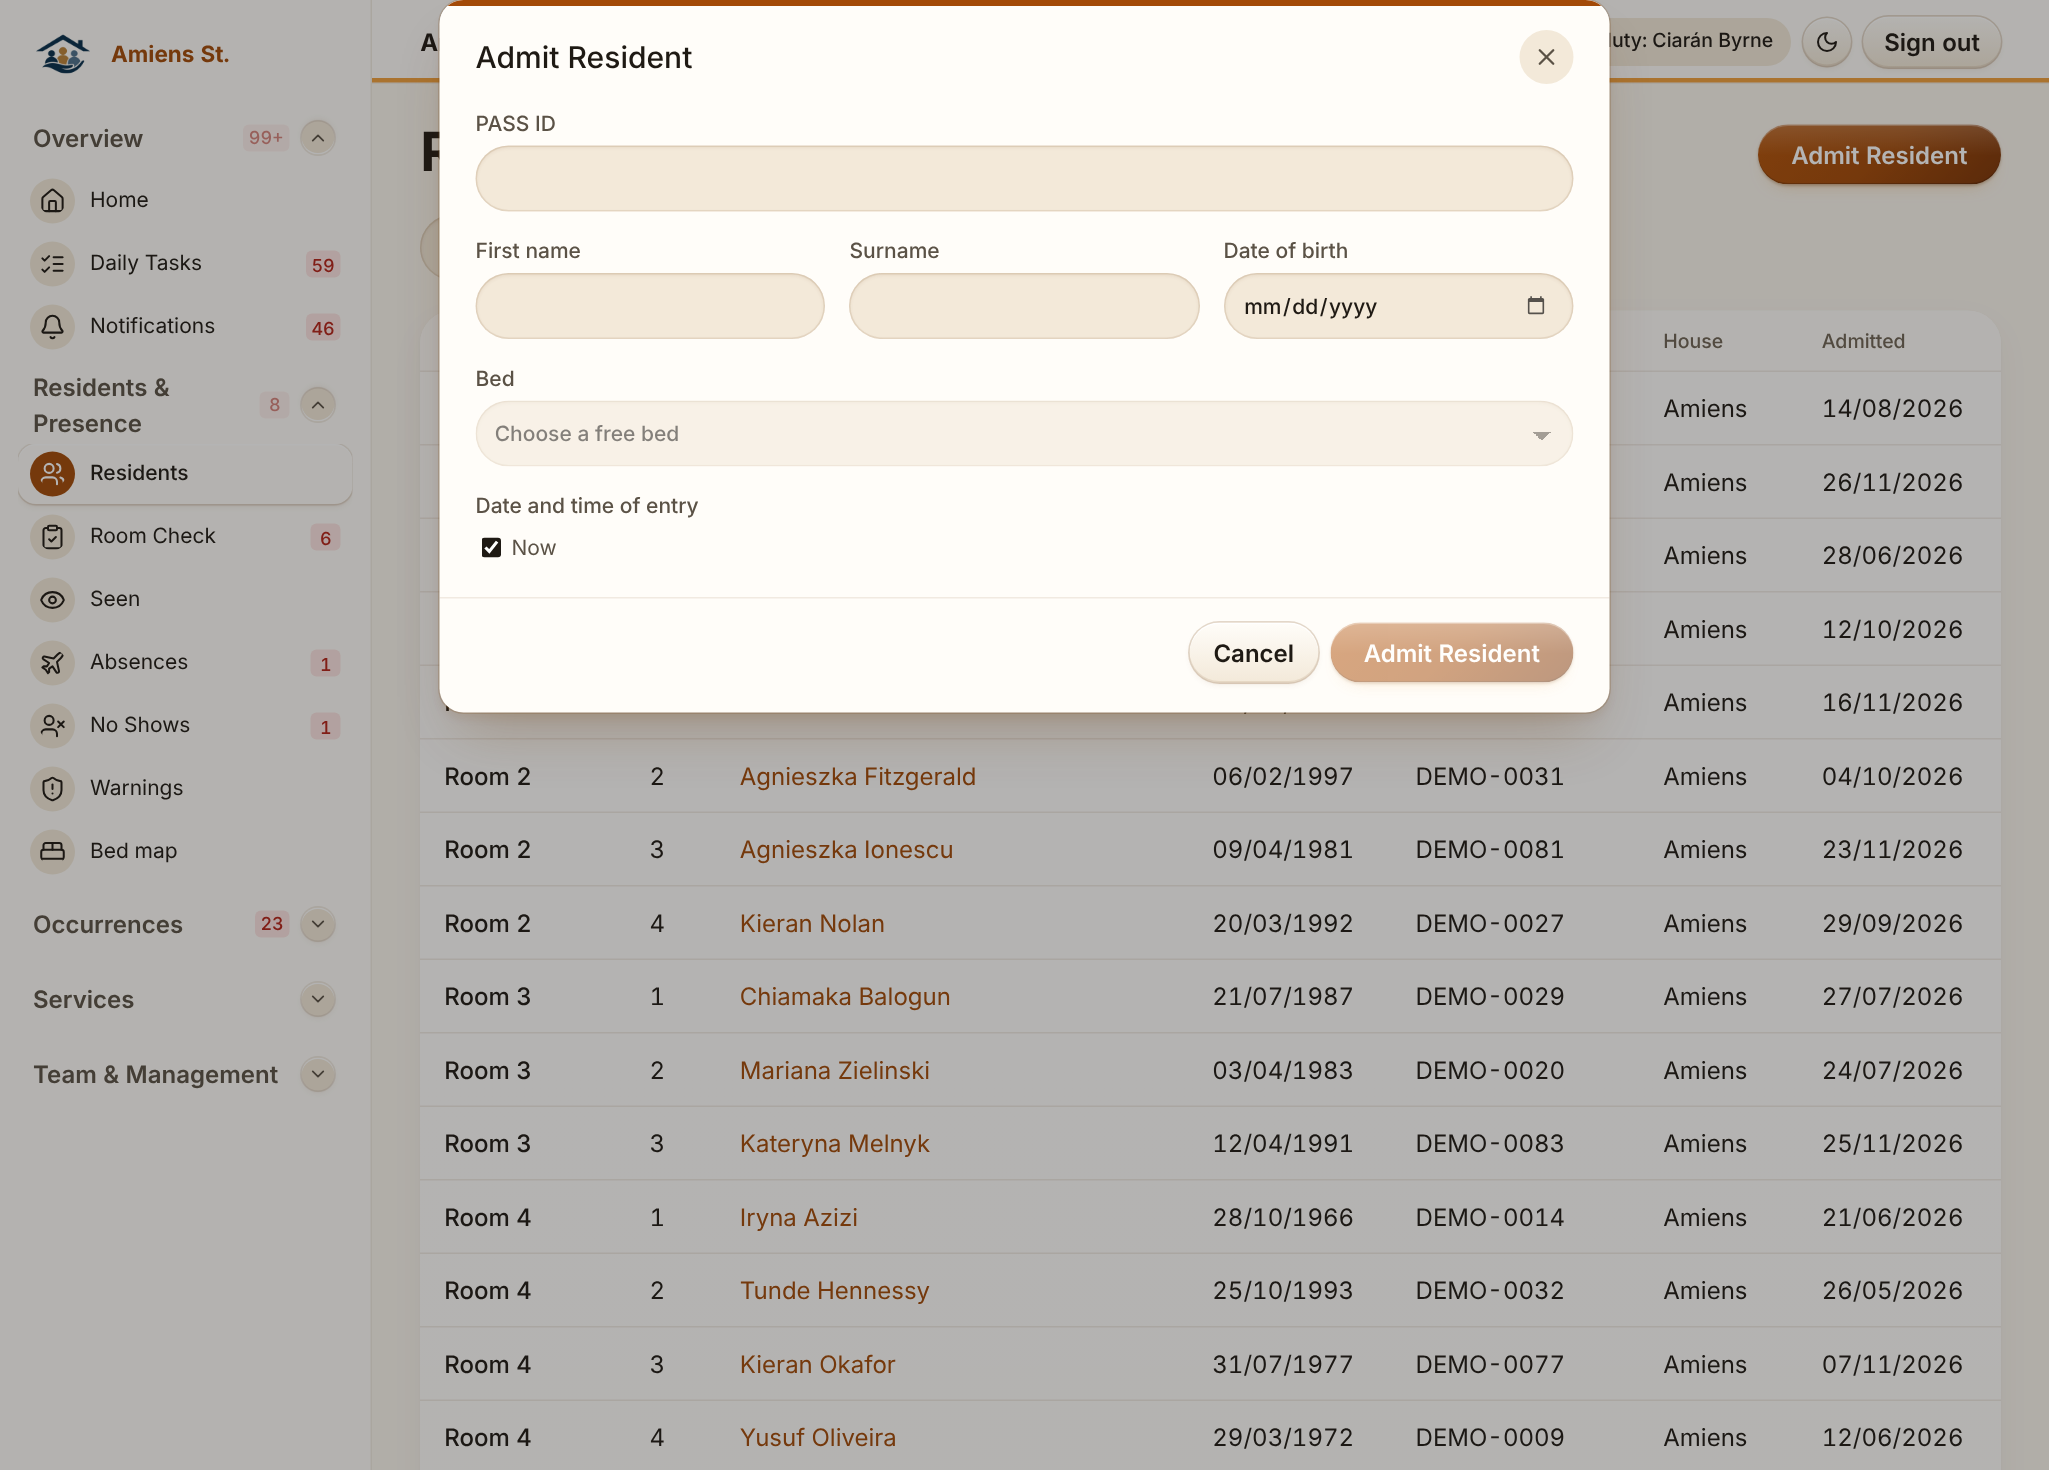 Amiens St.
Overview 99+
Home
Daily Tasks 59
Notifications 46
Residents &
Presence 8
Residents
Room Check 6
Seen
Absences 1
No Shows 1
Warnings
Bed map
Occurrences 23
Services
Team & Management
Ciarán Byrne
Sign out
Admit Resident
Admit Resident
PASS ID
First name Surname Date of birth
mm/dd/yyyy
Bed
Choose a free bed
Date and time of entry
Now
Cancel Admit Resident
House Admitted
Amiens 14/08/2026
Amiens 26/11/2026
Amiens 28/06/2026
Amiens 12/10/2026
Amiens 16/11/2026
Room 2 2 Agnieszka Fitzgerald 06/02/1997 DEMO-0031 Amiens 04/10/2026
Room 2 3 Agnieszka Ionescu 09/04/1981 DEMO-0081 Amiens 23/11/2026
Room 2 4 Kieran Nolan 20/03/1992 DEMO-0027 Amiens 29/09/2026
Room 3 1 Chiamaka Balogun 21/07/1987 DEMO-0029 Amiens 27/07/2026
Room 3 2 Mariana Zielinski 03/04/1983 DEMO-0020 Amiens 24/07/2026
Room 3 3 Kateryna Melnyk 12/04/1991 DEMO-0083 Amiens 25/11/2026
Room 4 1 Iryna Azizi 28/10/1966 DEMO-0014 Amiens 21/06/2026
Room 4 2 Tunde Hennessy 25/10/1993 DEMO-0032 Amiens 26/05/2026
Room 4 3 Kieran Okafor 31/07/1977 DEMO-0077 Amiens 07/11/2026
Room 4 4 Yusuf Oliveira 29/03/1972 DEMO-0009 Amiens 12/06/2026